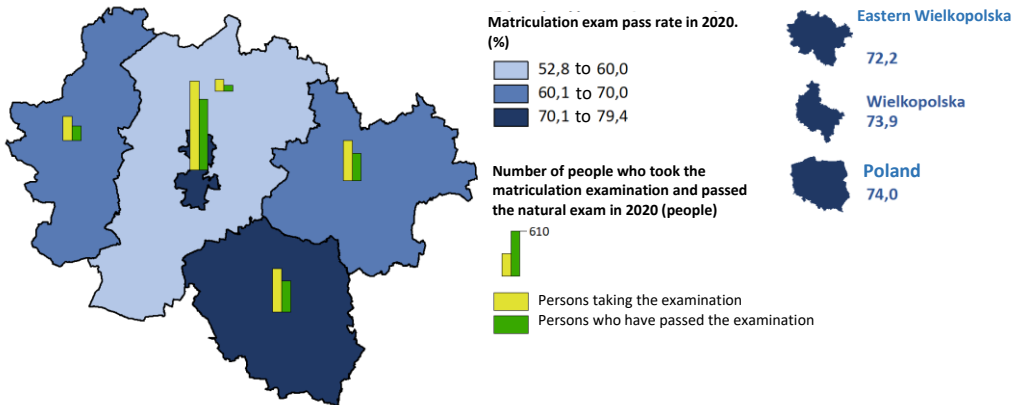 Matriculation exam pass rate in 2020.
(%)
52,8 to 60,0
60,1 to 70,0
70,1 to 79,4
Number of people who took the
matriculation examination and passed
the natural exam in 2020 (people)
610
Persons taking the examination
Persons who have passed the examination
Eastern Wielkopolska
72,2
Wielkopolska
73,9
Poland
74,0